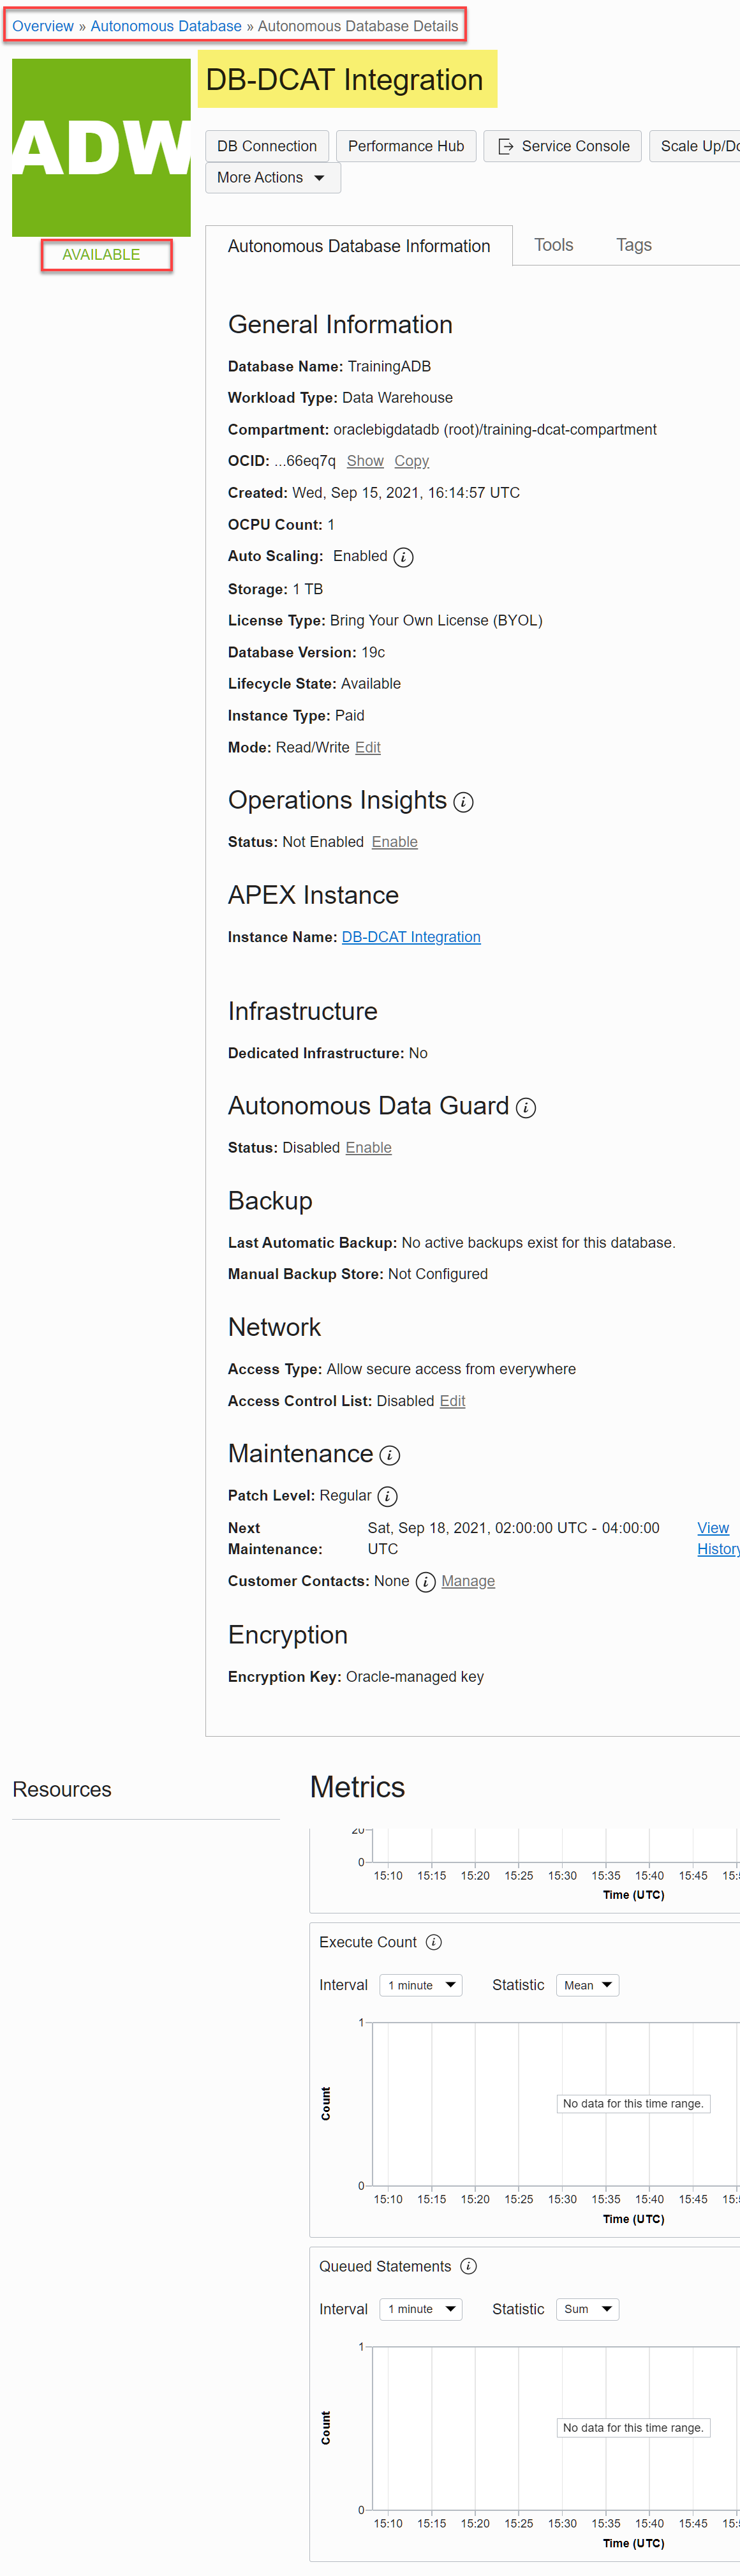 Overview » Autonomous Database » Autonomous Database Details
ADW
AVAILABLE
DB-DCAT Integration
DB Connection
Performance Hub
Service Console
Scale Up/Do
More Actions
Autonomous Database Information
Tools
Tags
General Information
Database Name: TrainingADB
Workload Type: Data Warehouse
Compartment: oraclebigdatadb (root)/training-dcat-compartment
OCID: ...66eq7q Show Copy
Created: Wed, Sep 15, 2021, 16:14:57 UTC
OCPU Count: 1
Auto Scaling: Enabled i
Storage: 1 TB
License Type: Bring Your Own License (BYOL)
Database Version: 19c
Lifecycle State: Available
Instance Type: Paid
Mode: Read/Write Edit
Operations Insights i
Status: Not Enabled Enable
APEX Instance
Instance Name: DB-DCAT Integration
Infrastructure
Dedicated Infrastructure: No
Autonomous Data Guard i
Status: Disabled Enable
Backup
Last Automatic Backup: No active backups exist for this database.
Manual Backup Store: Not Configured
Network
Access Type: Allow secure access from everywhere
Access Control List: Disabled Edit
Maintenance i
Patch Level: Regular i
Next Sat, Sep 18, 2021, 02:00:00 UTC - 04:00:00 View
Maintenance: UTC History
Customer Contacts: None i Manage
Encryption
Encryption Key: Oracle-managed key
Resources
Metrics
20
0
15:10 15:15 15:20 15:25 15:30 15:35 15:40 15:45 15:
Time (UTC)
Execute Count i
Interval 1 minute Statistic Mean
1
Count
No data for this time range.
0
15:10 15:15 15:20 15:25 15:30 15:35 15:40 15:45 15:
Time (UTC)
Queued Statements i
Interval 1 minute Statistic Sum
1
Count
No data for this time range.
0
15:10 15:15 15:20 15:25 15:30 15:35 15:40 15:45 15:
Time (UTC)